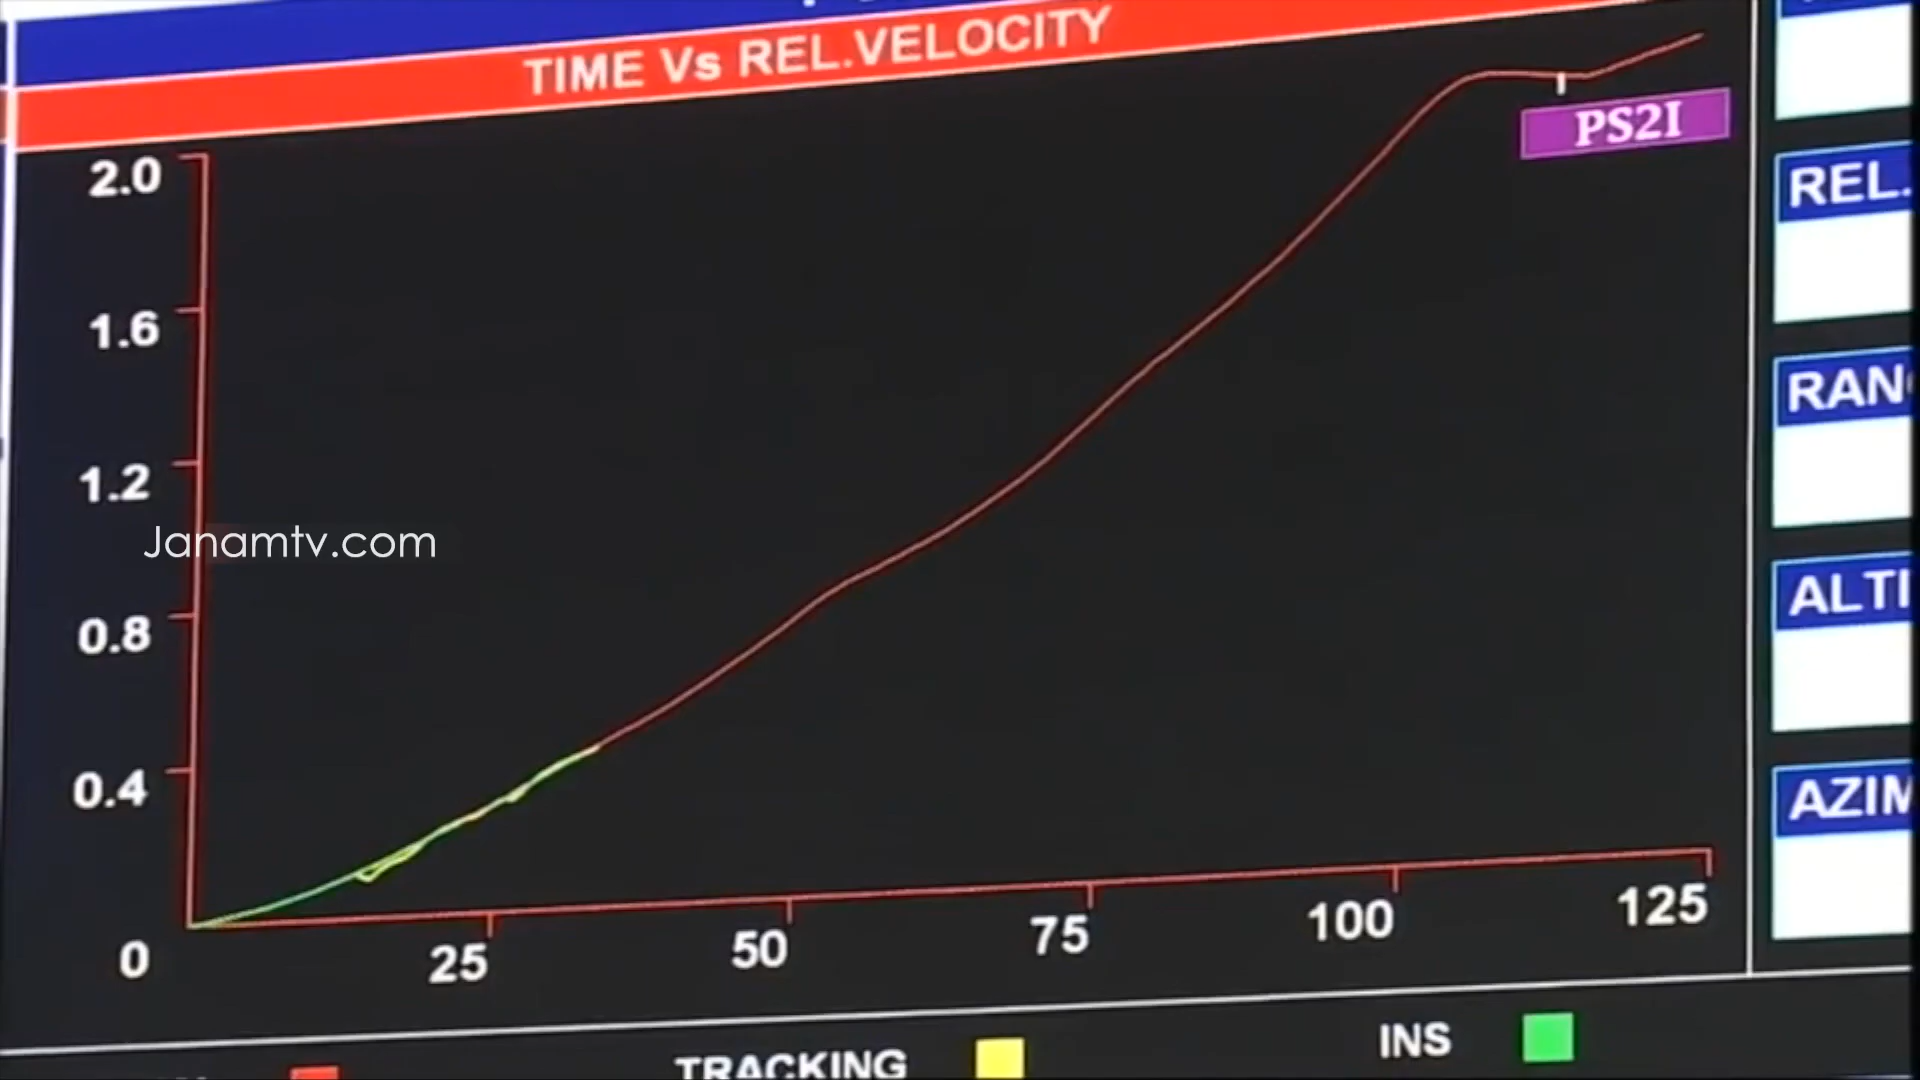 TIME Vs REL.VELOCITY
2.0
1.6
1.2
0.8
0.4
0
25
50
75
100
125
PS2I
Janamtv.com
REL.
RAN
ALTI
AZIM
TRACKING
INS